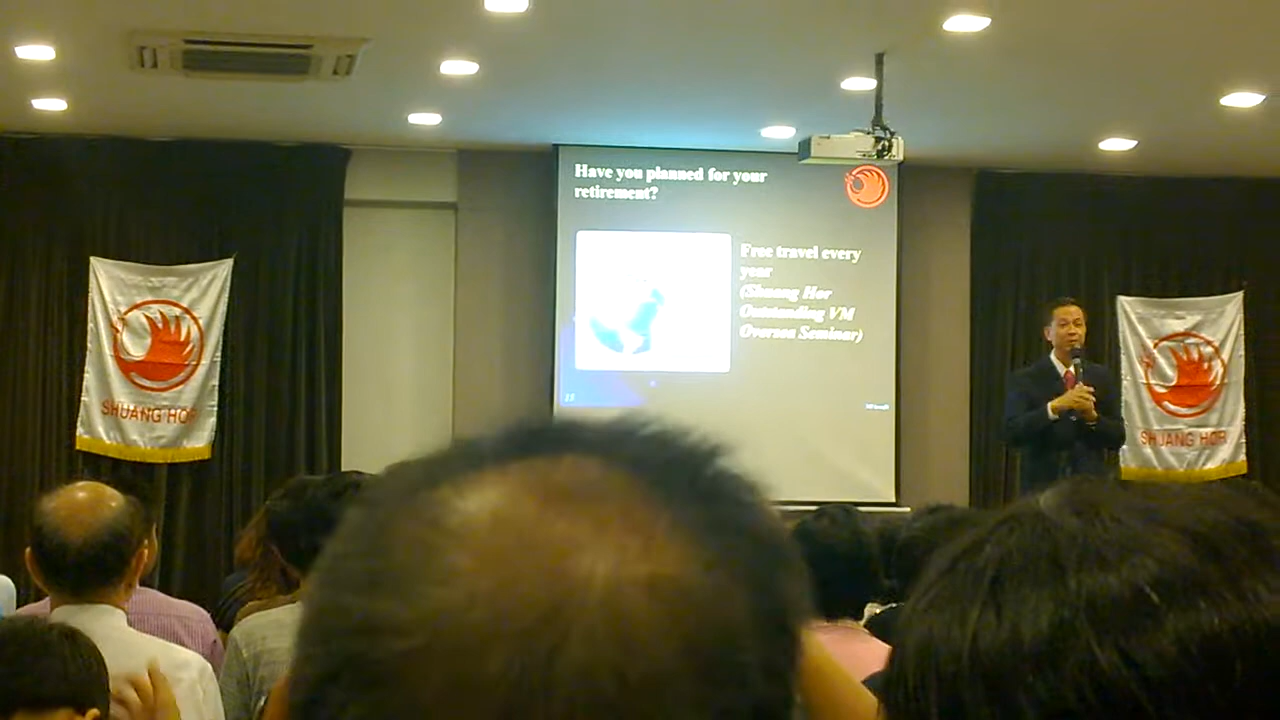 Have you planned for your
retirement?
Free travel every
year
(Shuang Hor
Outstanding VM
Oversea Seminar)
15
SHUANG HOR
SHUANG HOR